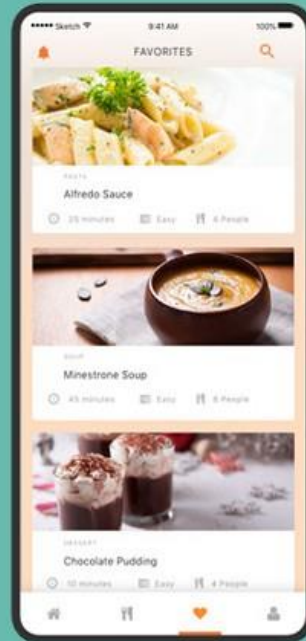 Sketch 9:41 AM 100%
FAVORITES
PASTA
Alfredo Sauce
25 minutes Easy 4 People
SOUP
Minestrone Soup
45 minutes Easy 6 People
DESSERT
Chocolate Pudding
10 minutes Easy 4 People